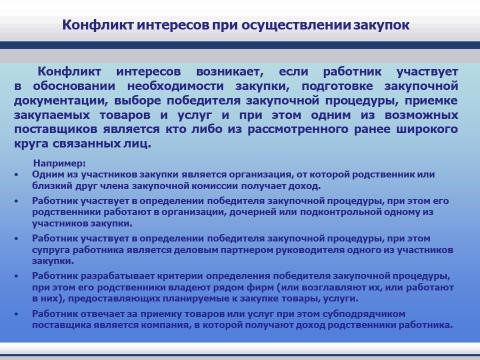 Конфликт интересов при осуществлении закупок
Конфликт интересов возникает, если работник участвует
в обосновании необходимости закупки, подготовке закупочной
документации, выборе победителя закупочной процедуры, приемке
закупаемых товаров и услуг и при этом одним из возможных
поставщиков является кто либо из рассмотренного ранее широкого
круга связанных лиц.
Например:
• Одним из участников закупки является организация, от которой родственник или
близкий друг члена закупочной комиссии получает доход.
• Работник участвует в определении победителя закупочной процедуры, при этом его
родственники работают в организации, дочерней или подконтрольной одному из
участников закупки.
• Работник участвует в определении победителя закупочной процедуры, при этом
супруга работника является деловым партнером руководителя одного из участников
закупки.
• Работник разрабатывает критерии определения победителя закупочной процедуры,
при этом его родственники владеют рядом фирм (или возглавляют их, или работают
в них), предоставляющих планируемые к закупке товары, услуги.
• Работник отвечает за приемку товаров или услуг при этом субподрядчиком
поставщика является компания, в которой получают доход родственники работника.